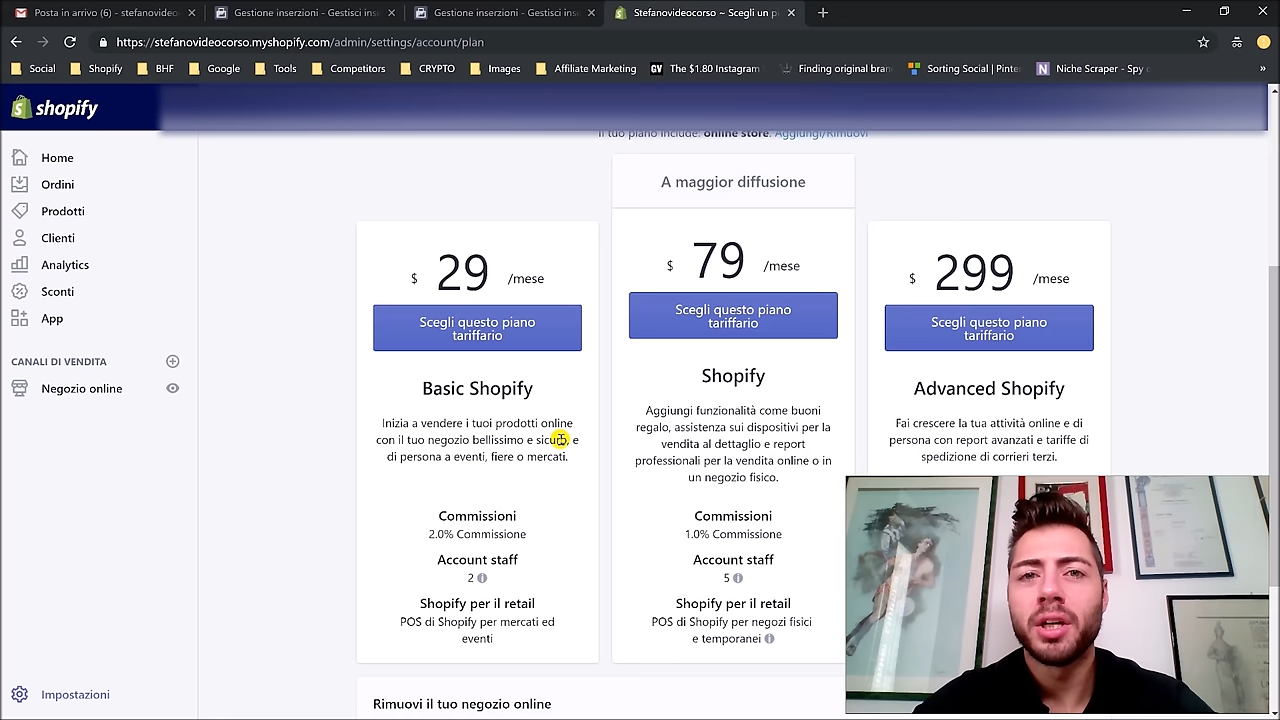 Posta in arrivo (6) - stefanovideoc
Gestione inserzioni - Gestisci inse
Gestione inserzioni - Gestisci inse
Stefanovideocorso ~ Scegli un p
https://stefanovideocorso.myshopify.com/admin/settings/account/plan
Social
Shopify
BHF
Google
Tools
Competitors
CRYPTO
Images
Affiliate Marketing
GV The $1.80 Instagram
Finding original bran
Sorting Social | Pinte
N Niche Scraper - Spy o
»
shopify
Il tuo piano include: online store. Aggiungi/Rimuovi
Home
Ordini
Prodotti
Clienti
Analytics
Sconti
App
CANALI DI VENDITA
Negozio online
Impostazioni
$ 29 /mese
Scegli questo piano
tariffario
Basic Shopify
Inizia a vendere i tuoi prodotti online
con il tuo negozio bellissimo e sicuro, e
di persona a eventi, fiere o mercati.
Commissioni
2.0% Commissione
Account staff
2
Shopify per il retail
POS di Shopify per mercati ed
eventi
A maggior diffusione
$ 79 /mese
Scegli questo piano
tariffario
Shopify
Aggiungi funzionalità come buoni
regalo, assistenza sui dispositivi per la
vendita al dettaglio e report
professionali per la vendita online o in
un negozio fisico.
Commissioni
1.0% Commissione
Account staff
5
Shopify per il retail
POS di Shopify per negozi fisici
e temporanei
$ 299 /mese
Scegli questo piano
tariffario
Advanced Shopify
Fai crescere la tua attività online e di
persona con report avanzati e tariffe di
spedizione di corrieri terzi.
Rimuovi il tuo negozio online